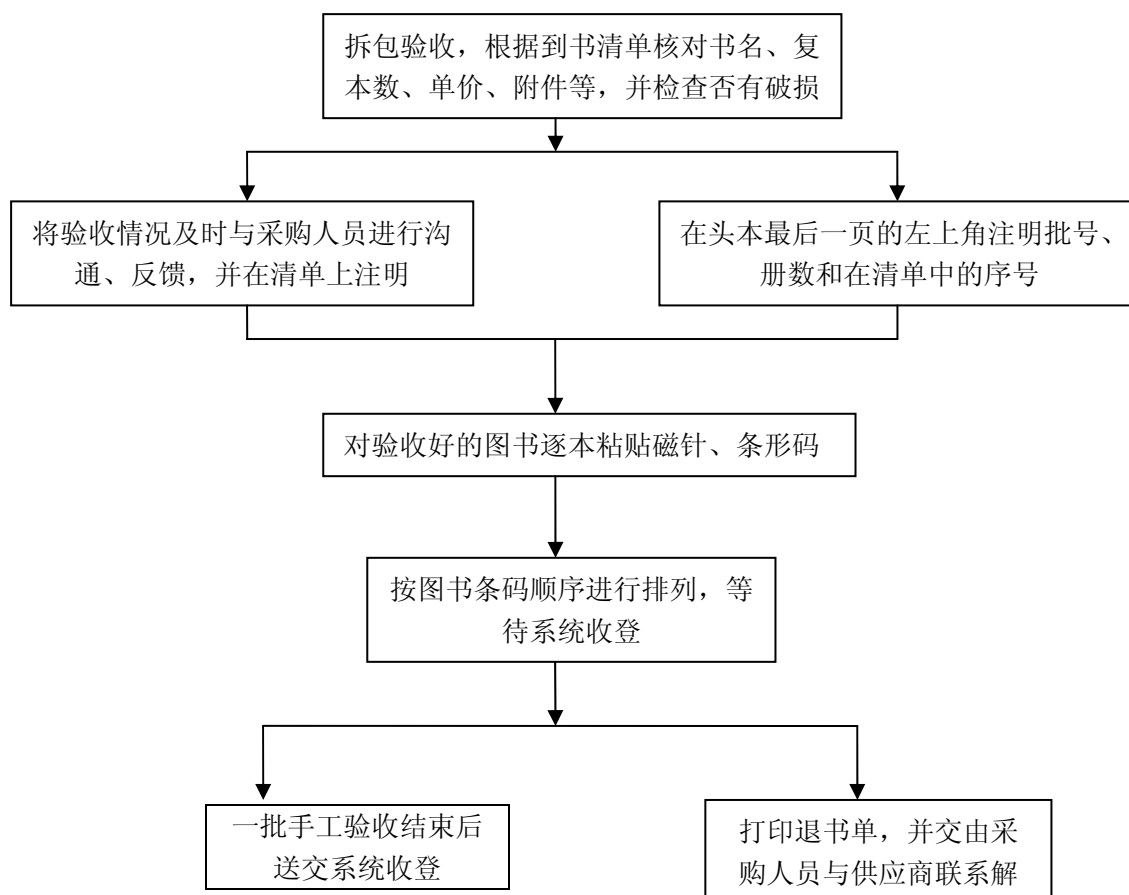 拆包验收，根据到书清单核对书名、复
本数、单价、附件等，并检查否有破损
将验收情况及时与采购人员进行沟
通、反馈，并在清单上注明
在头本最后一页的左上角注明批号、
册数和在清单中的序号
对验收好的图书逐本粘贴磁针、条形码
按图书条码顺序进行排列，等
待系统收登
一批手工验收结束后
送交系统收登
打印退书单，并交由采
购人员与供应商联系解